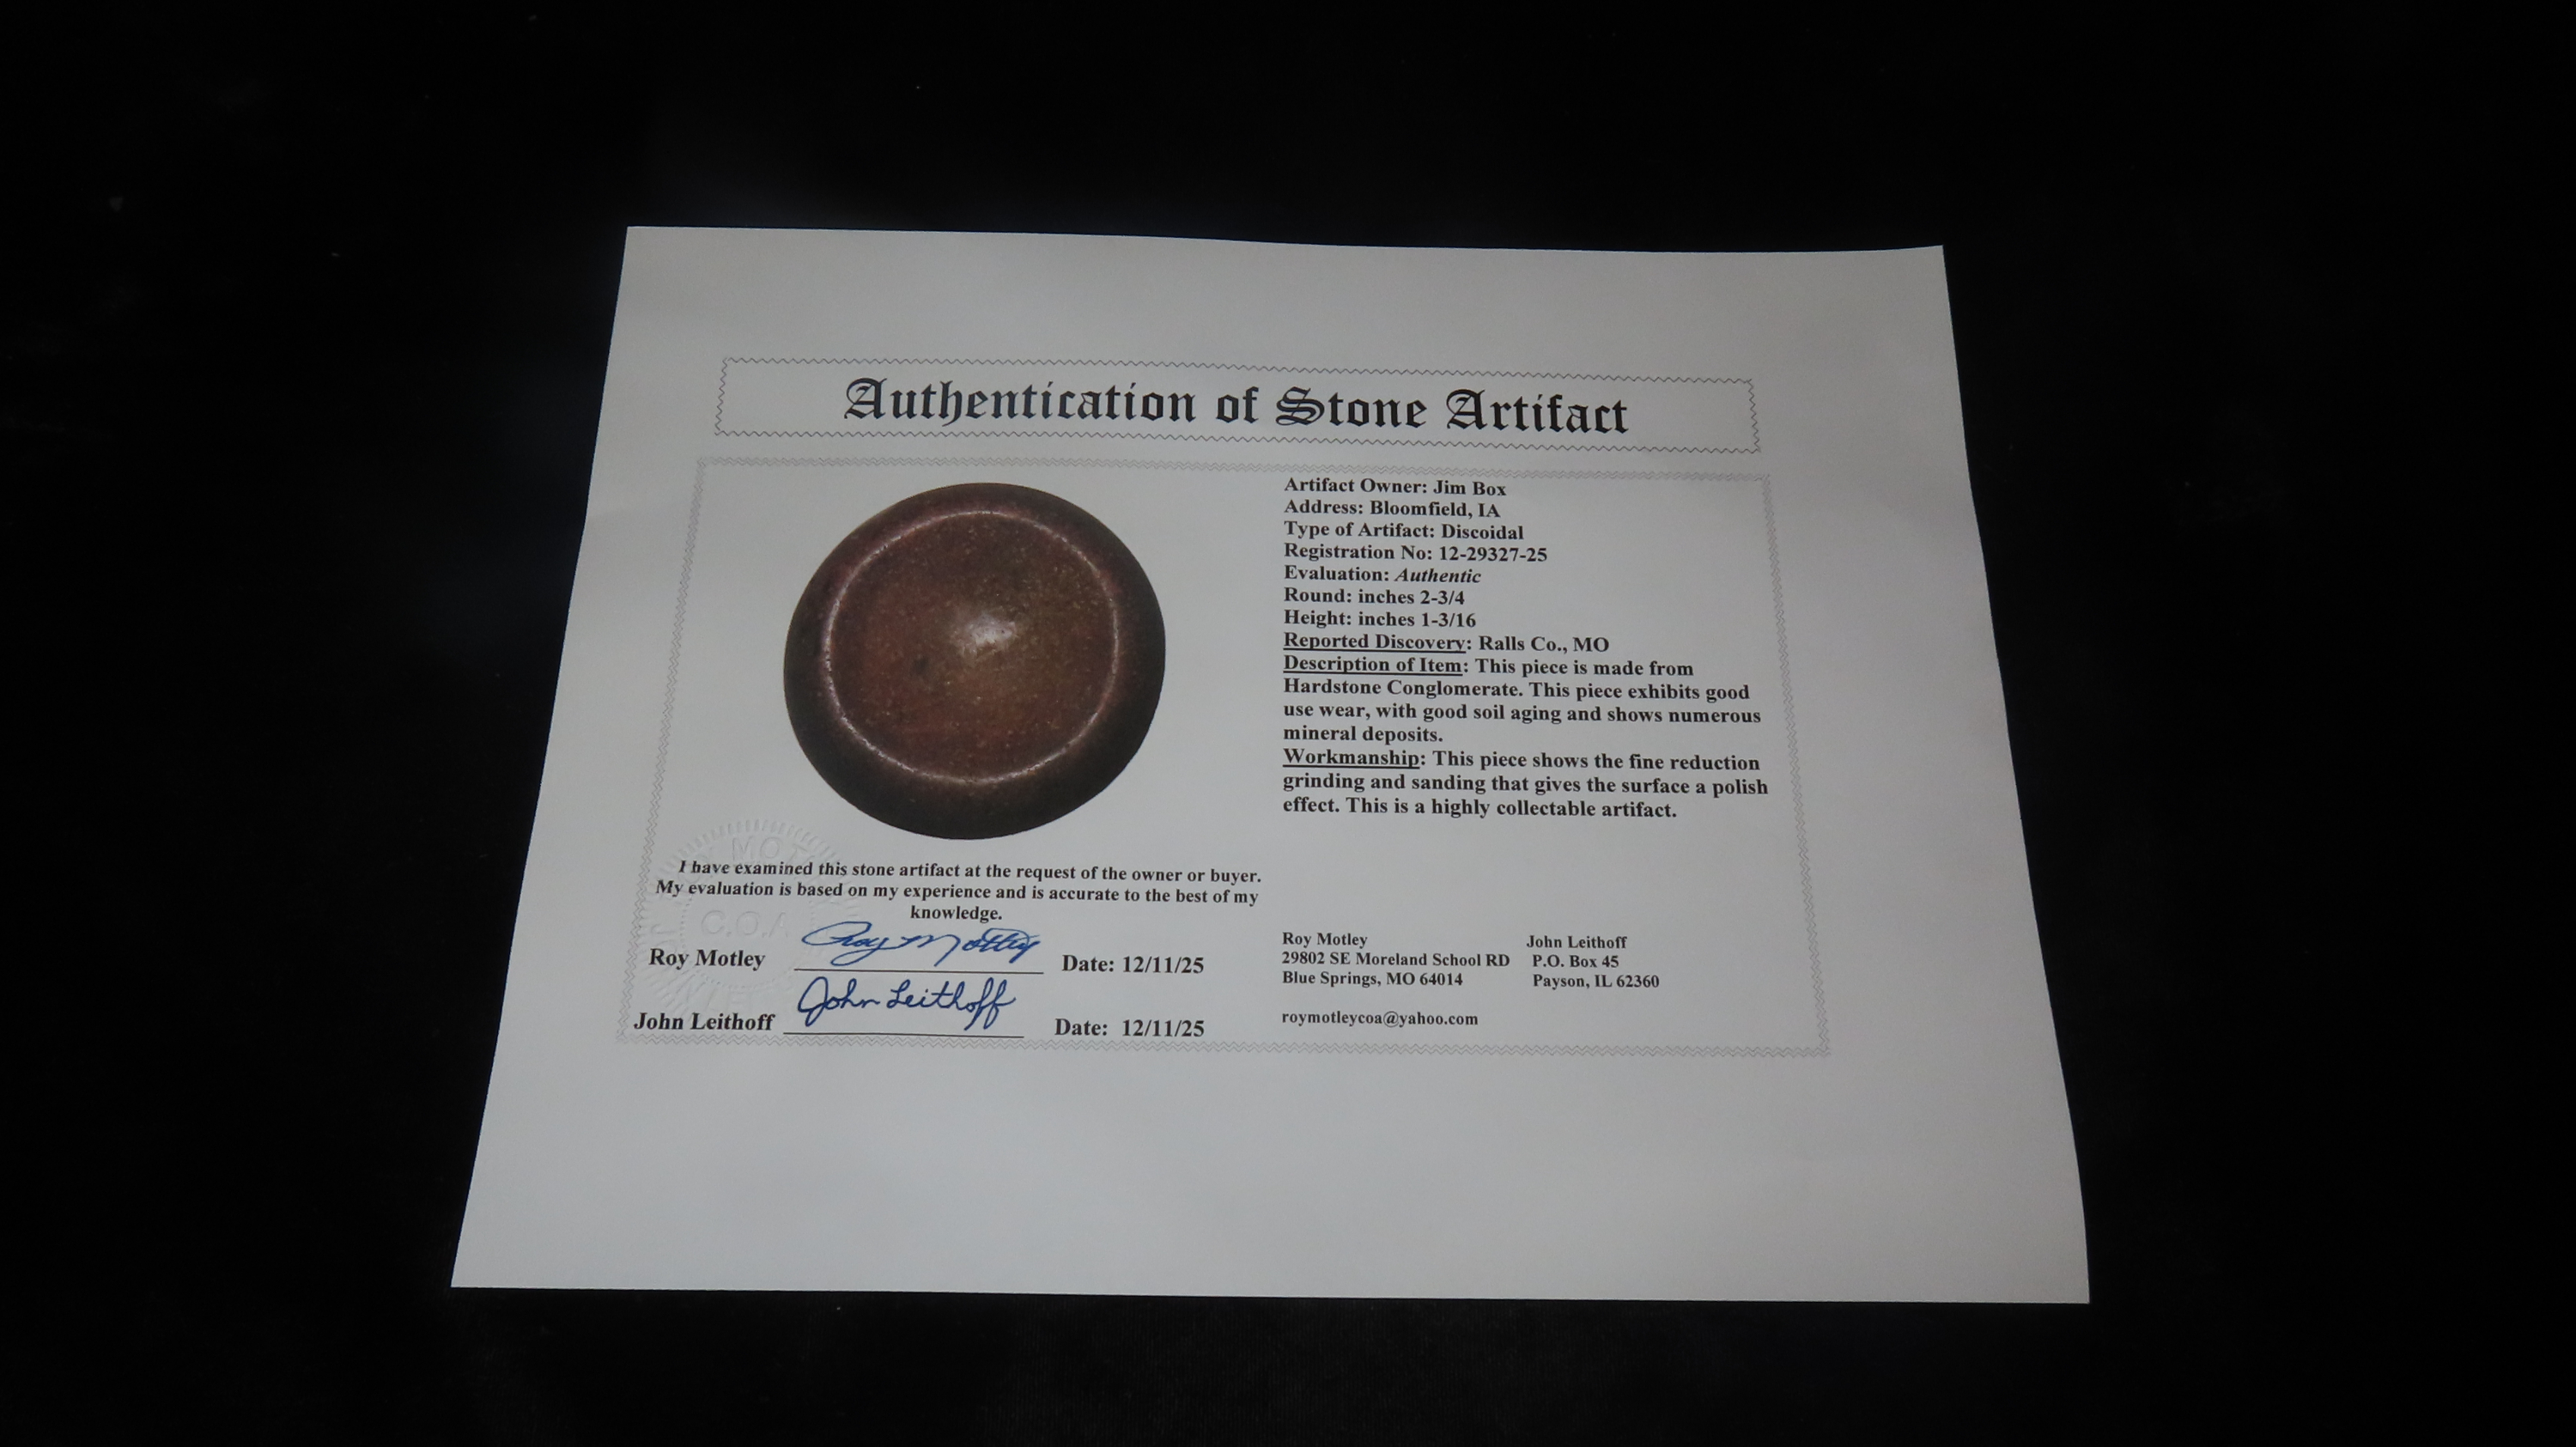 Authentication of Stone Artifact
Artifact Owner: Jim Box
Address: Bloomfield, IA
Type of Artifact: Discoidal
Registration No: 12-29327-25
Evaluation: Authentic
Round: inches 2-3/4
Height: inches 1-3/16
Reported Discovery: Ralls Co., MO
Description of Item: This piece is made from
Hardstone Conglomerate. This piece exhibits good
use wear, with good soil aging and shows numerous
mineral deposits.
Workmanship: This piece shows the fine reduction
grinding and sanding that gives the surface a polish
effect. This is a highly collectable artifact.
I have examined this stone artifact at the request of the owner or buyer.
My evaluation is based on my experience and is accurate to the best of my
knowledge.
Roy Motley Roy Motley Date: 12/11/25
John Leithoff John Leithoff Date: 12/11/25
C.O.A
Roy Motley John Leithoff
29802 SE Moreland School RD P.O. Box 45
Blue Springs, MO 64014 Payson, IL 62360
roymotleycoa@yahoo.com